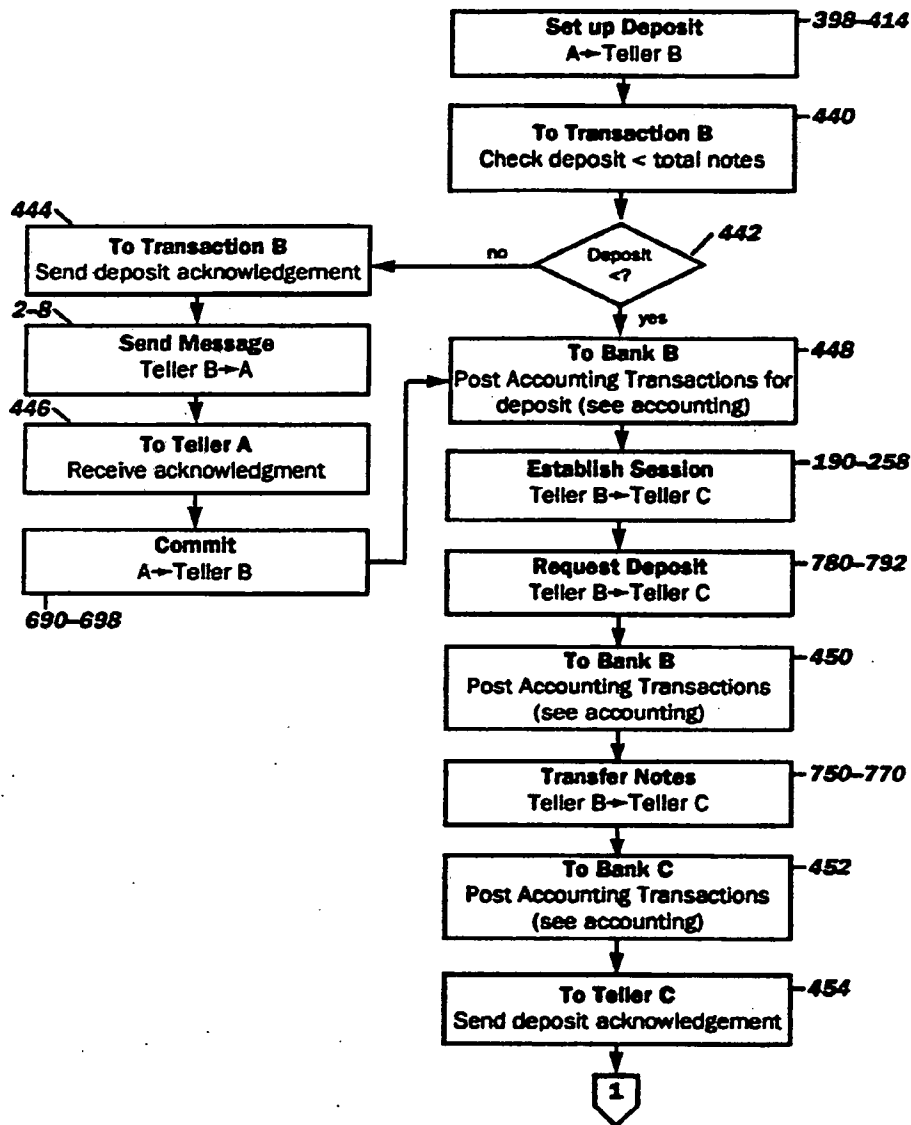 Set up Deposit
A→Teller B
398–414
To Transaction B
Check deposit < total notes
440
Deposit
<?
442
no
yes
444
To Transaction B
Send deposit acknowledgement
2–8
Send Message
Teller B→A
446
To Teller A
Receive acknowledgment
Commit
A→Teller B
690–698
To Bank B
Post Accounting Transactions for
deposit (see accounting)
448
Establish Session
Teller B→Teller C
190–258
Request Deposit
Teller B→Teller C
780–792
To Bank B
Post Accounting Transactions
(see accounting)
450
Transfer Notes
Teller B→Teller C
750–770
To Bank C
Post Accounting Transactions
(see accounting)
452
To Teller C
Send deposit acknowledgement
454
1